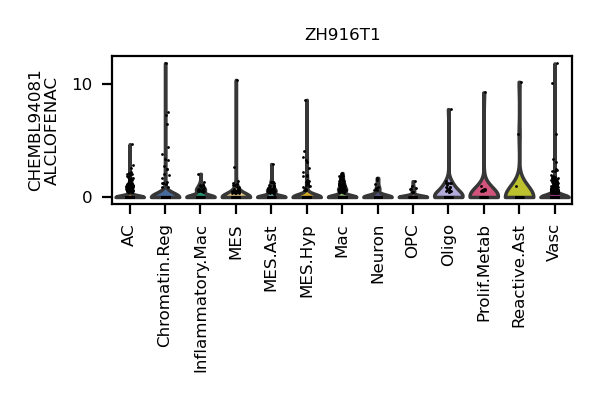 ZH916T1
CHEMBL94081
ALCLOFENAC
10
0
AC
Chromatin.Reg
Inflammatory.Mac
MES
MES.Ast
MES.Hyp
Mac
Neuron
OPC
Oligo
Prolif.Metab
Reactive.Ast
Vasc